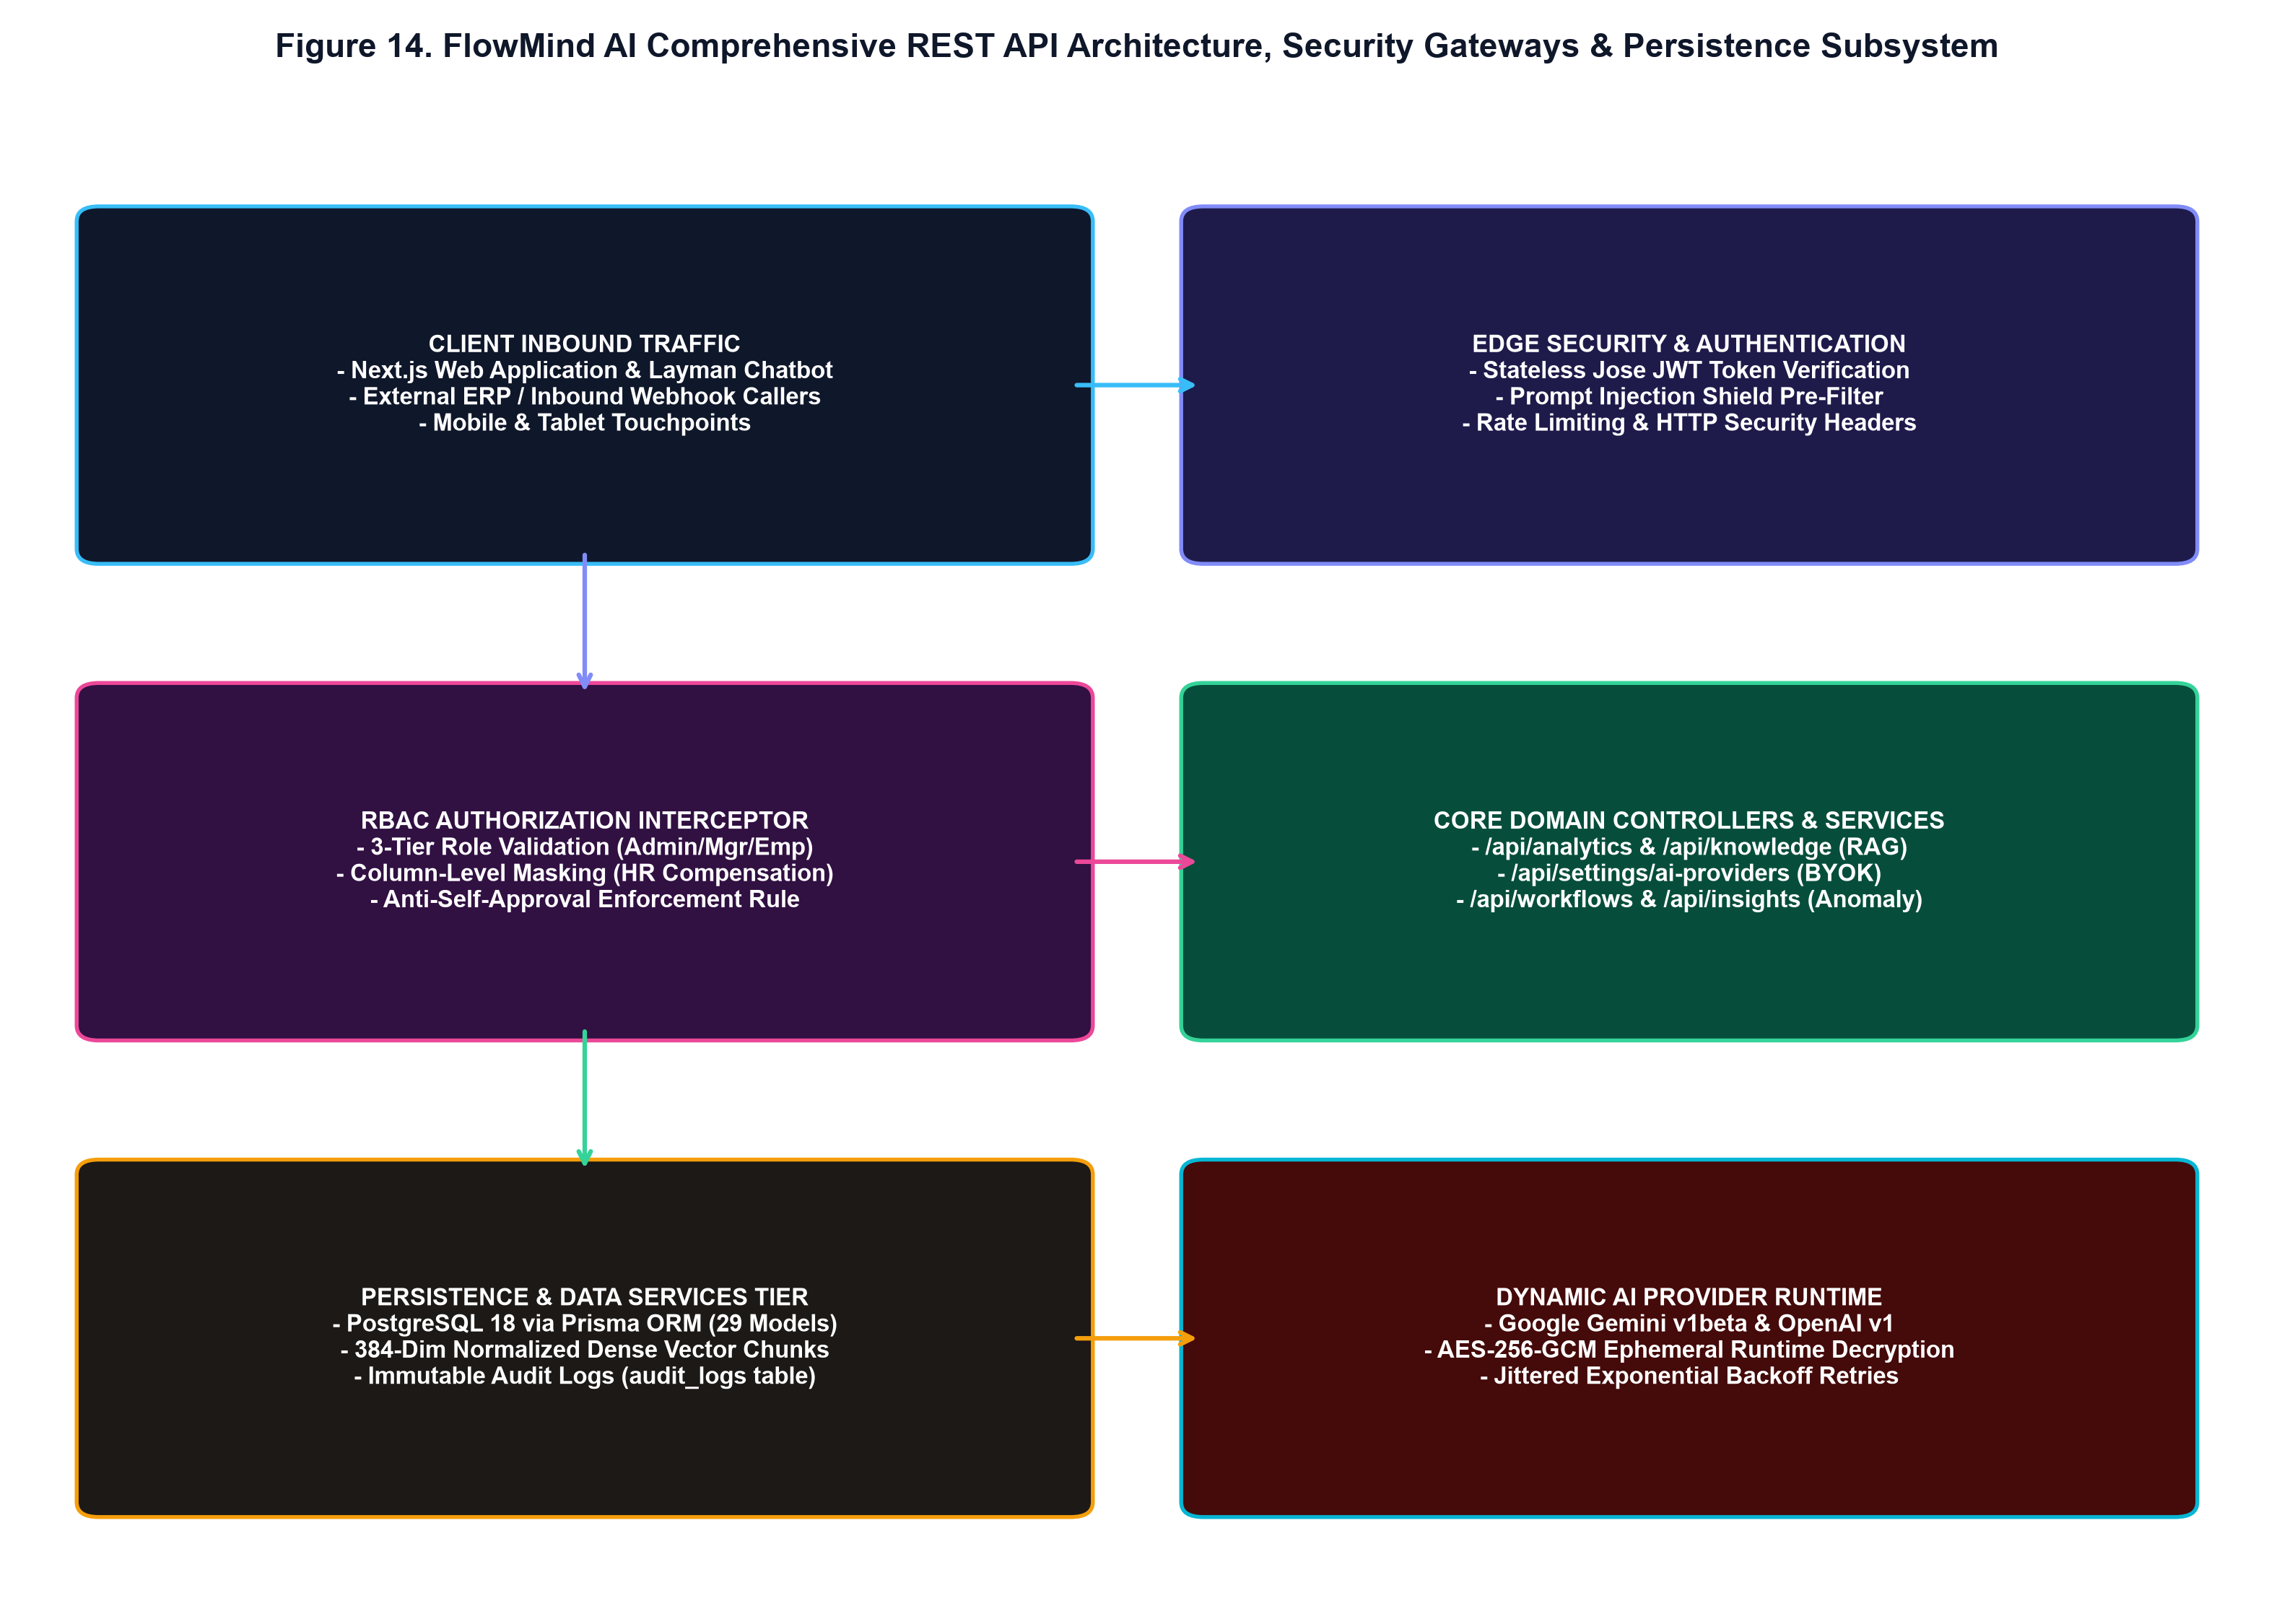 Figure 14. FlowMind AI Comprehensive REST API Architecture, Security Gateways & Persistence Subsystem
CLIENT INBOUND TRAFFIC
- Next.js Web Application & Layman Chatbot
- External ERP / Inbound Webhook Callers
- Mobile & Tablet Touchpoints
EDGE SECURITY & AUTHENTICATION
- Stateless Jose JWT Token Verification
- Prompt Injection Shield Pre-Filter
- Rate Limiting & HTTP Security Headers
RBAC AUTHORIZATION INTERCEPTOR
- 3-Tier Role Validation (Admin/Mgr/Emp)
- Column-Level Masking (HR Compensation)
- Anti-Self-Approval Enforcement Rule
CORE DOMAIN CONTROLLERS & SERVICES
- /api/analytics & /api/knowledge (RAG)
- /api/settings/ai-providers (BYOK)
- /api/workflows & /api/insights (Anomaly)
PERSISTENCE & DATA SERVICES TIER
- PostgreSQL 18 via Prisma ORM (29 Models)
- 384-Dim Normalized Dense Vector Chunks
- Immutable Audit Logs (audit_logs table)
DYNAMIC AI PROVIDER RUNTIME
- Google Gemini v1beta & OpenAI v1
- AES-256-GCM Ephemeral Runtime Decryption
- Jittered Exponential Backoff Retries